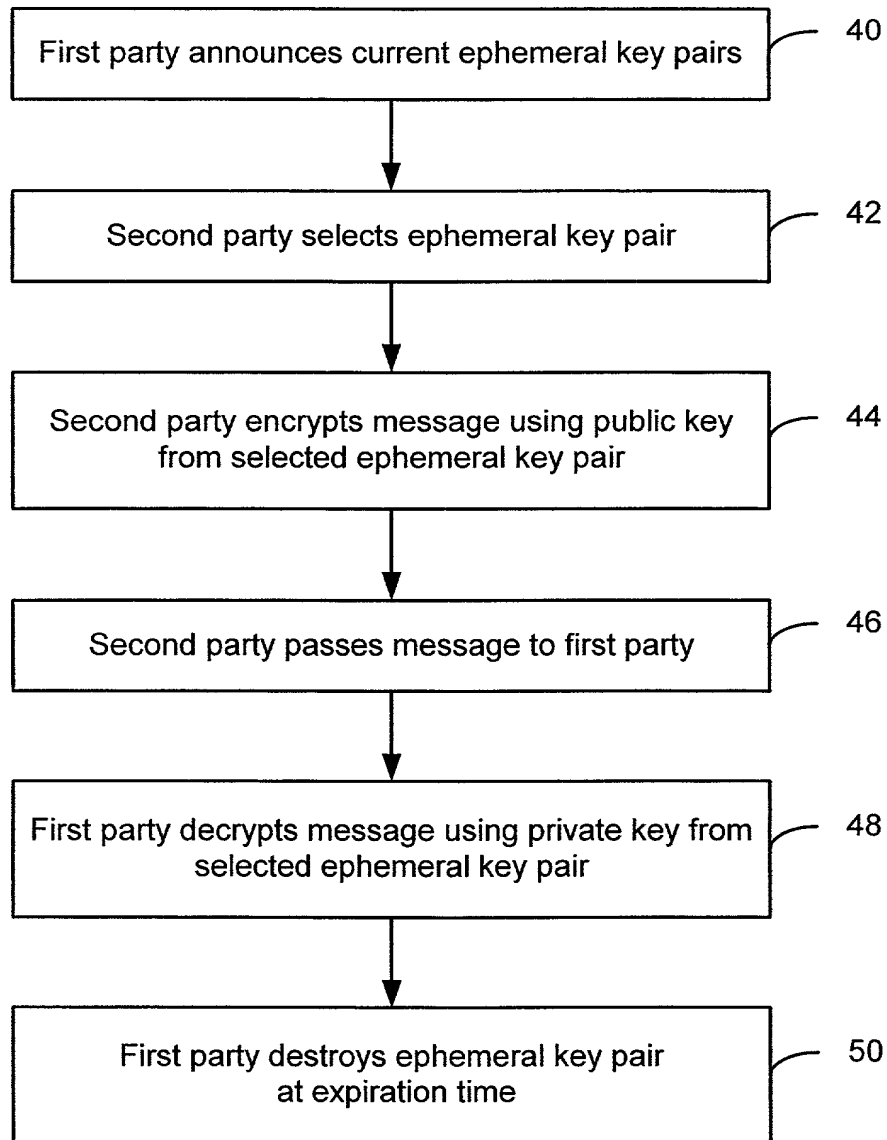 First party announces current ephemeral key pairs
40
Second party selects ephemeral key pair
42
Second party encrypts message using public key
from selected ephemeral key pair
44
Second party passes message to first party
46
First party decrypts message using private key from
selected ephemeral key pair
48
First party destroys ephemeral key pair
at expiration time
50